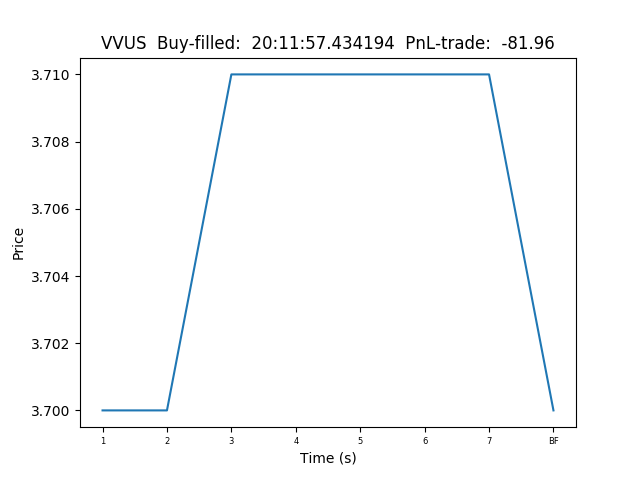 VVUS  Buy-filled:  20:11:57.434194  PnL-trade:  -81.96
3.710
3.708
3.706
3.704
3.702
3.700
Price
1 2 3 4 5 6 7 BF
Time (s)